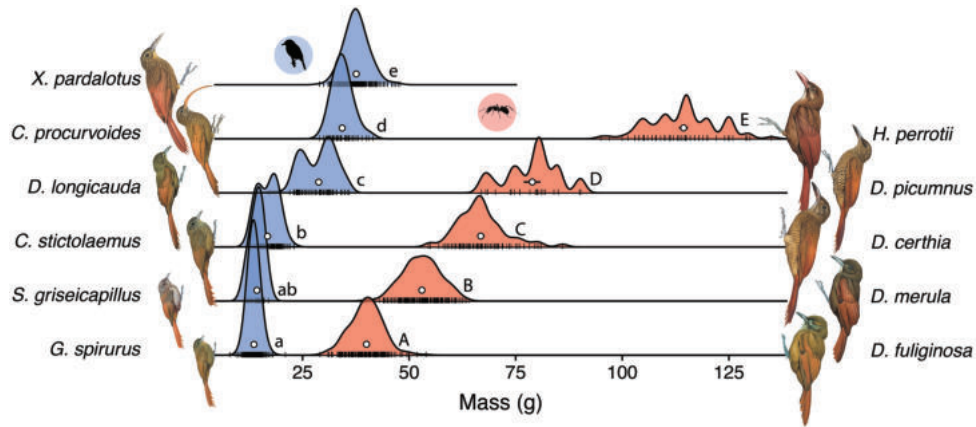 X. pardalotus
e
C. procurvoides
d
E
H. perrotii
D. longicauda
c
D
D. picumnus
C. stictolaemus
b
C
D. certhia
S. griseicapillus
ab
B
D. merula
G. spirurus
a
A
D. fuliginosa
25 50 75 100 125
Mass (g)